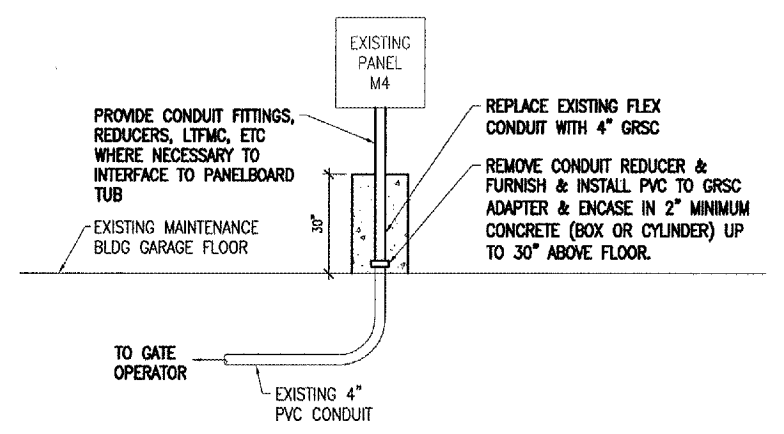 EXISTING
PANEL
M4
PROVIDE CONDUIT FITTINGS,
REDUCERS, LTFMC, ETC
WHERE NECESSARY TO
INTERFACE TO PANELBOARD
TUB
REPLACE EXISTING FLEX
CONDUIT WITH 4" GRSC
REMOVE CONDUIT REDUCER &
FURNISH & INSTALL PVC TO GRSC
ADAPTER & ENCASE IN 2" MINIMUM
CONCRETE (BOX OR CYLINDER) UP
TO 30" ABOVE FLOOR.
30"
EXISTING MAINTENANCE
BLDG GARAGE FLOOR
TO GATE
OPERATOR
EXISTING 4"
PVC CONDUIT